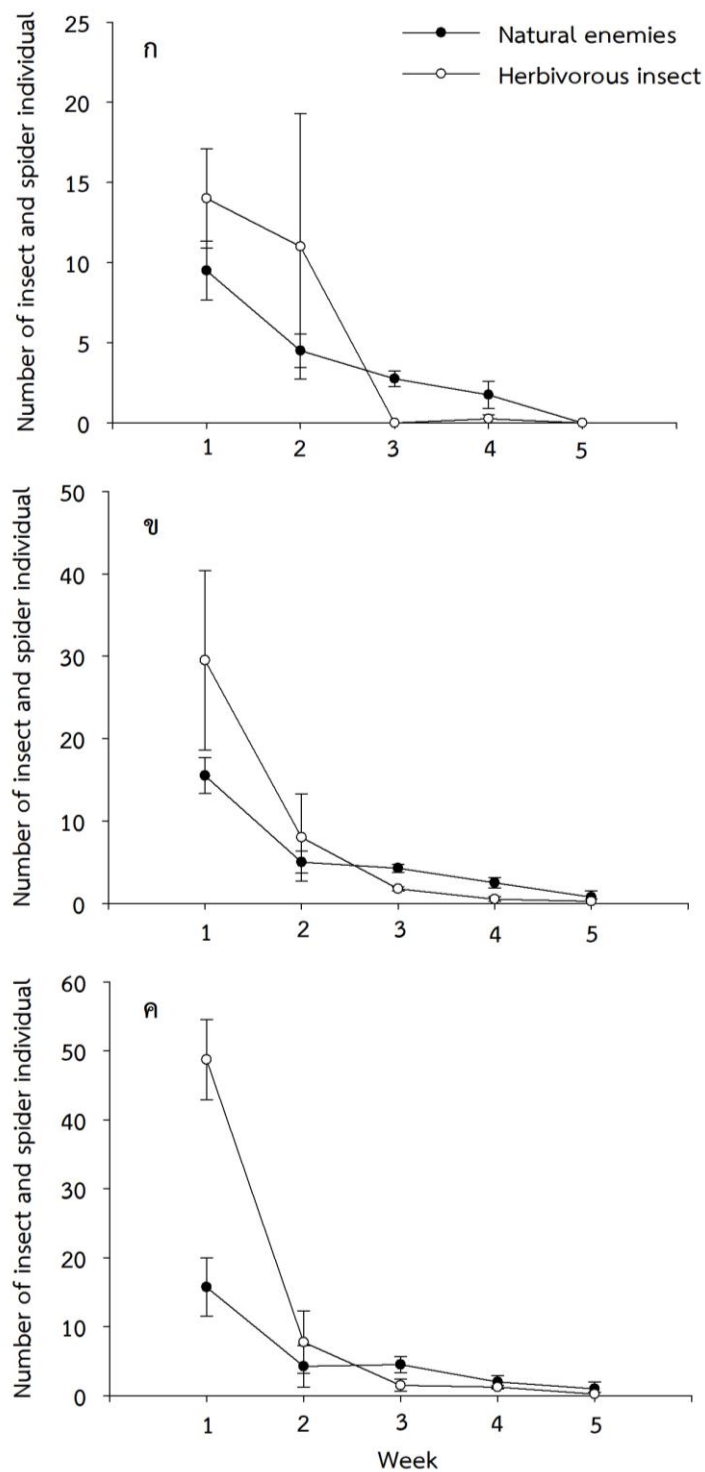 ก
Natural enemies
Herbivorous insect
Number of insect and spider individual
25
20
15
10
5
0
1 2 3 4 5
ข
Number of insect and spider individual
50
40
30
20
10
0
1 2 3 4 5
ค
Number of insect and spider individual
60
50
40
30
20
10
0
1 2 3 4 5
Week